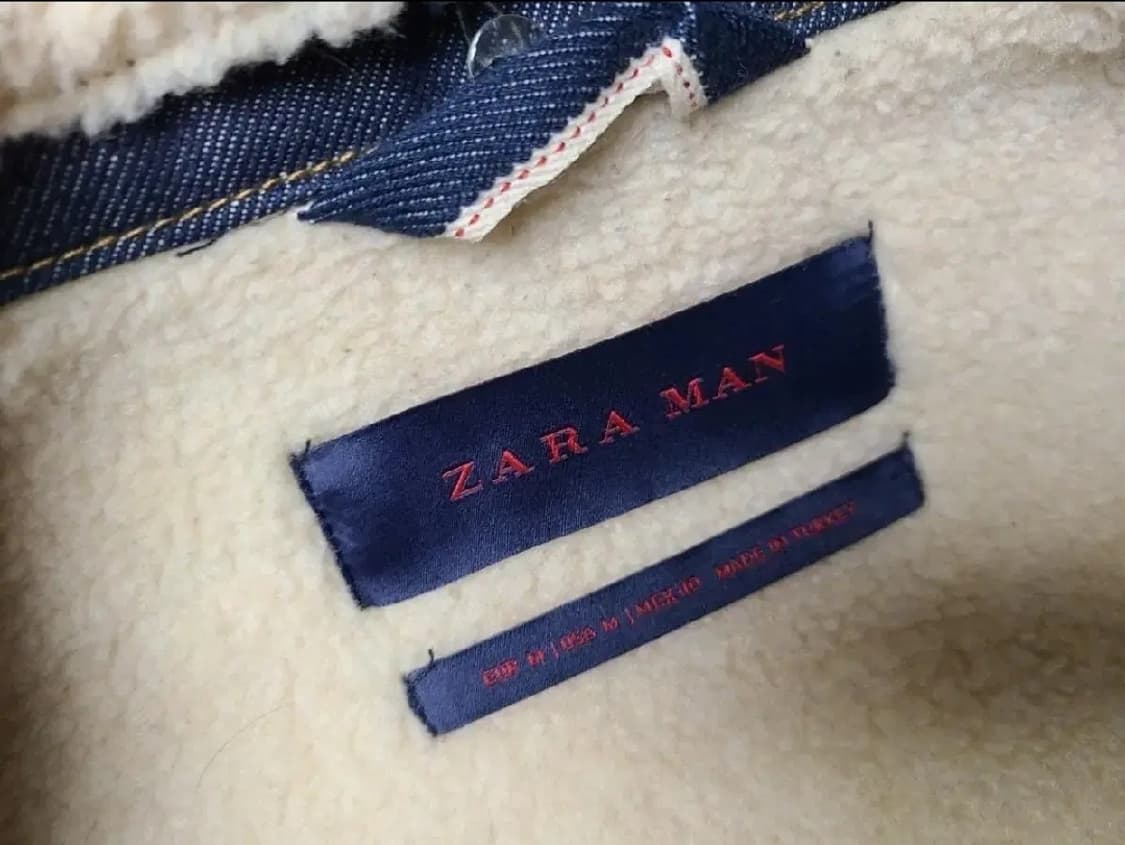 ZARA MAN
EUR M | USA M | MEX 40 MADE IN TURKEY